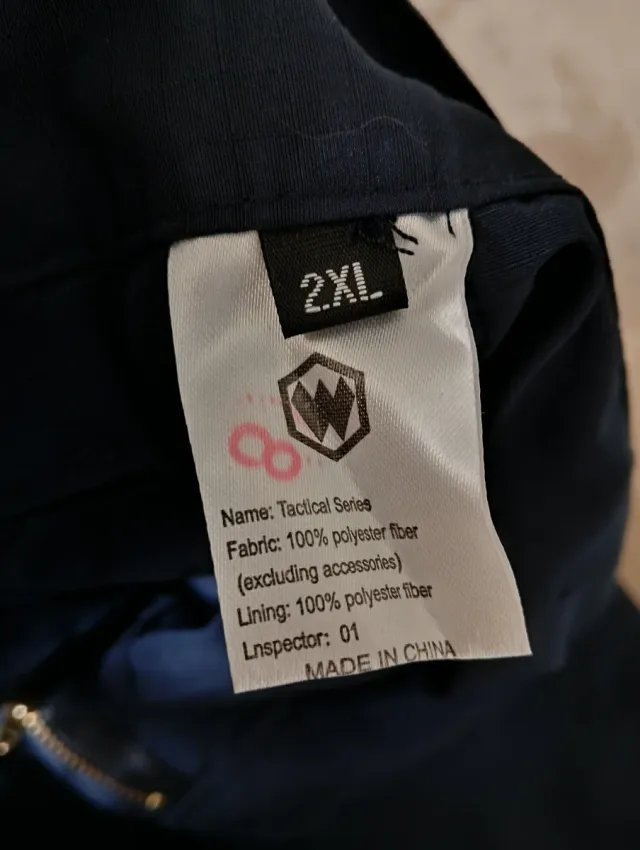 2XL
W
Name: Tactical Series
Fabric: 100% polyester fiber
(excluding accessories)
Lining: 100% polyester fiber
Lnspector: 01
MADE IN CHINA